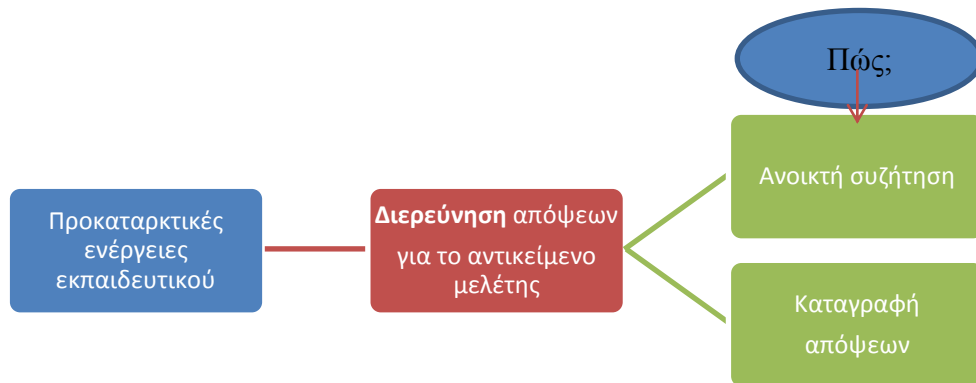 Πώς;
Ανοικτή συζήτηση
Προκαταρκτικές
ενέργειες
εκπαιδευτικού
Διερεύνηση απόψεων
για το αντικείμενο
μελέτης
Καταγραφή
απόψεων